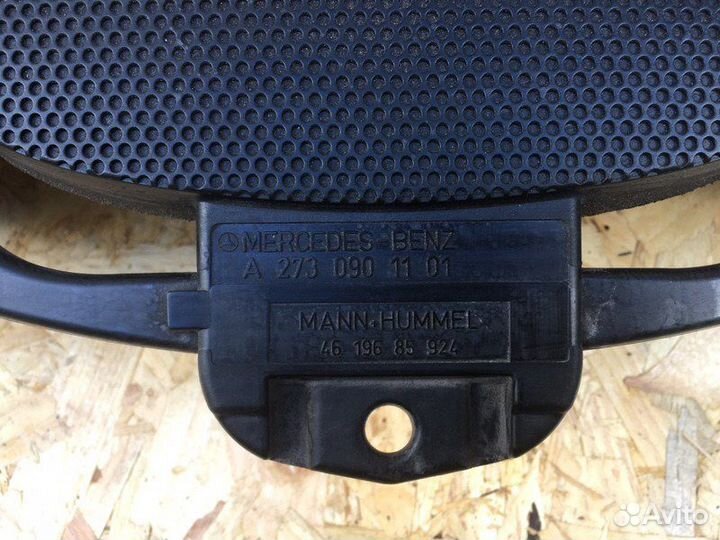 MERCEDES-BENZ
A 273 090 11 01
MANN+HUMMEL
46 196 85 924
Avito